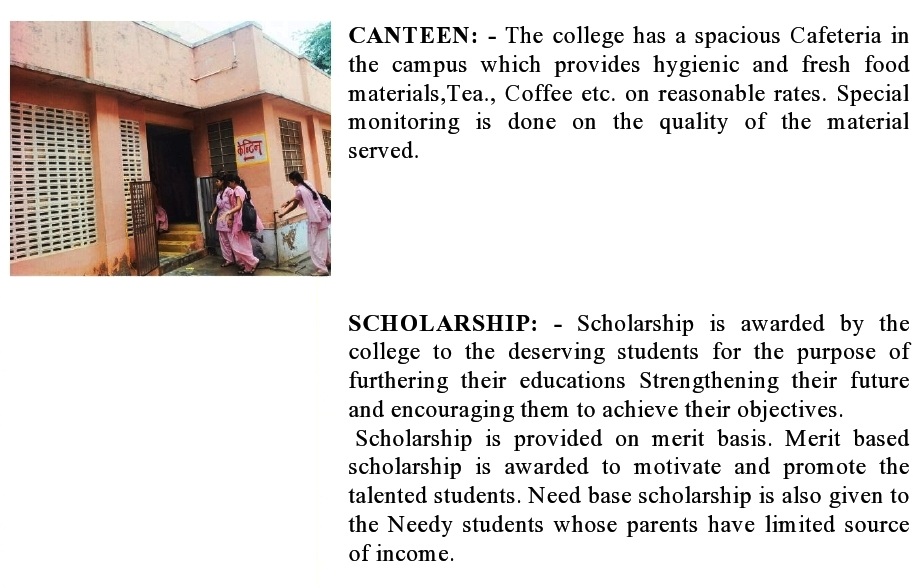 केन्टिन
CANTEEN: - The college has a spacious Cafeteria in
the campus which provides hygienic and fresh food
materials,Tea., Coffee etc. on reasonable rates. Special
monitoring is done on the quality of the material
served.
SCHOLARSHIP: - Scholarship is awarded by the
college to the deserving students for the purpose of
furthering their educations Strengthening their future
and encouraging them to achieve their objectives.
Scholarship is provided on merit basis. Merit based
scholarship is awarded to motivate and promote the
talented students. Need base scholarship is also given to
the Needy students whose parents have limited source
of income.